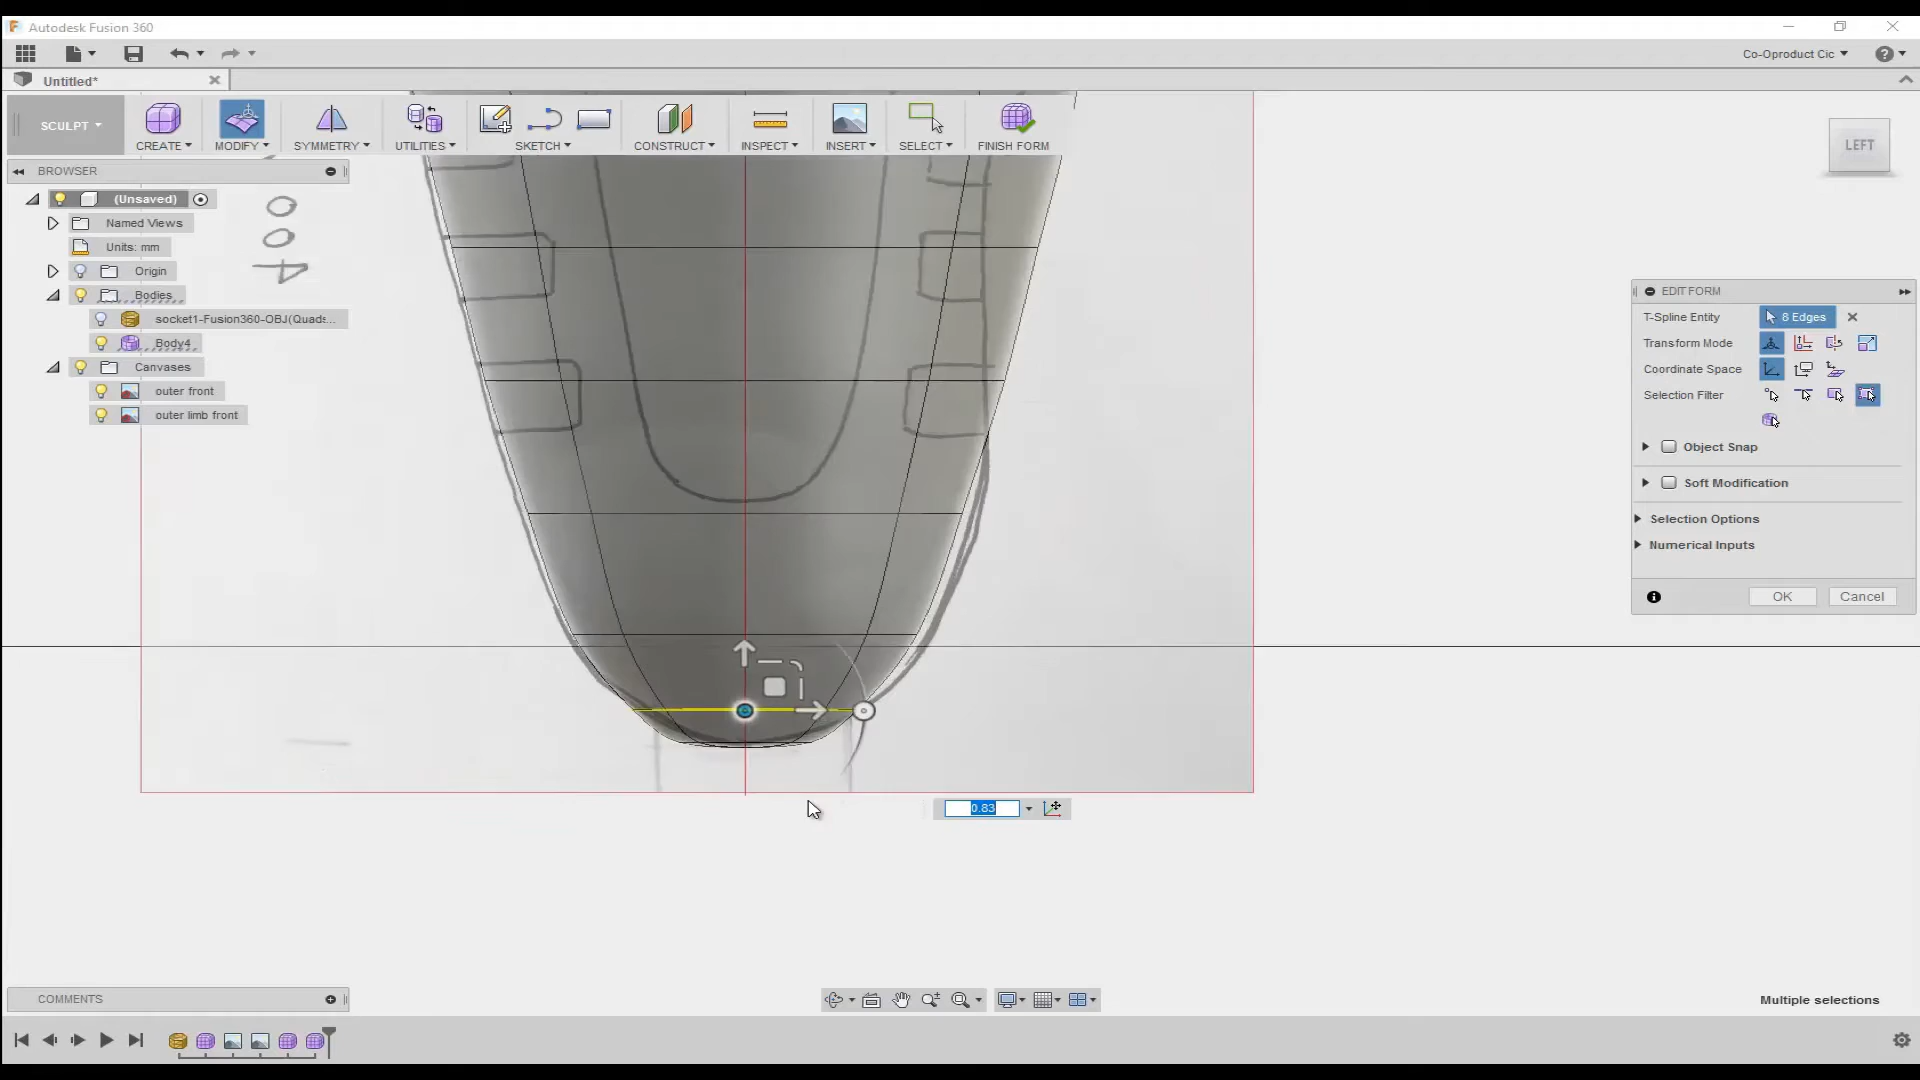 Autodesk Fusion 360
Co-Oproduct Cic
Untitled*
SCULPT
CREATE
MODIFY
SYMMETRY
UTILITIES
SKETCH
CONSTRUCT
INSPECT
INSERT
SELECT
FINISH FORM
LEFT
BROWSER
(Unsaved)
Named Views
Units: mm
Origin
Bodies
socket1-Fusion360-OBJ(Quads...
Body4
Canvases
outer front
outer limb front
EDIT FORM
T-Spline Entity
8 Edges
Transform Mode
Coordinate Space
Selection Filter
Object Snap
Soft Modification
Selection Options
Numerical Inputs
OK
Cancel
0.83
COMMENTS
Multiple selections